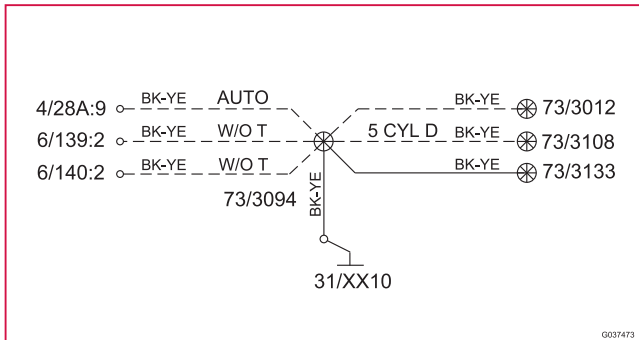 4/28A:9 BK-YE AUTO BK-YE 73/3012
6/139:2 BK-YE W/O T 5 CYL D BK-YE 73/3108
6/140:2 BK-YE W/O T BK-YE 73/3133
73/3094 BK-YE
31/XX10
G037473